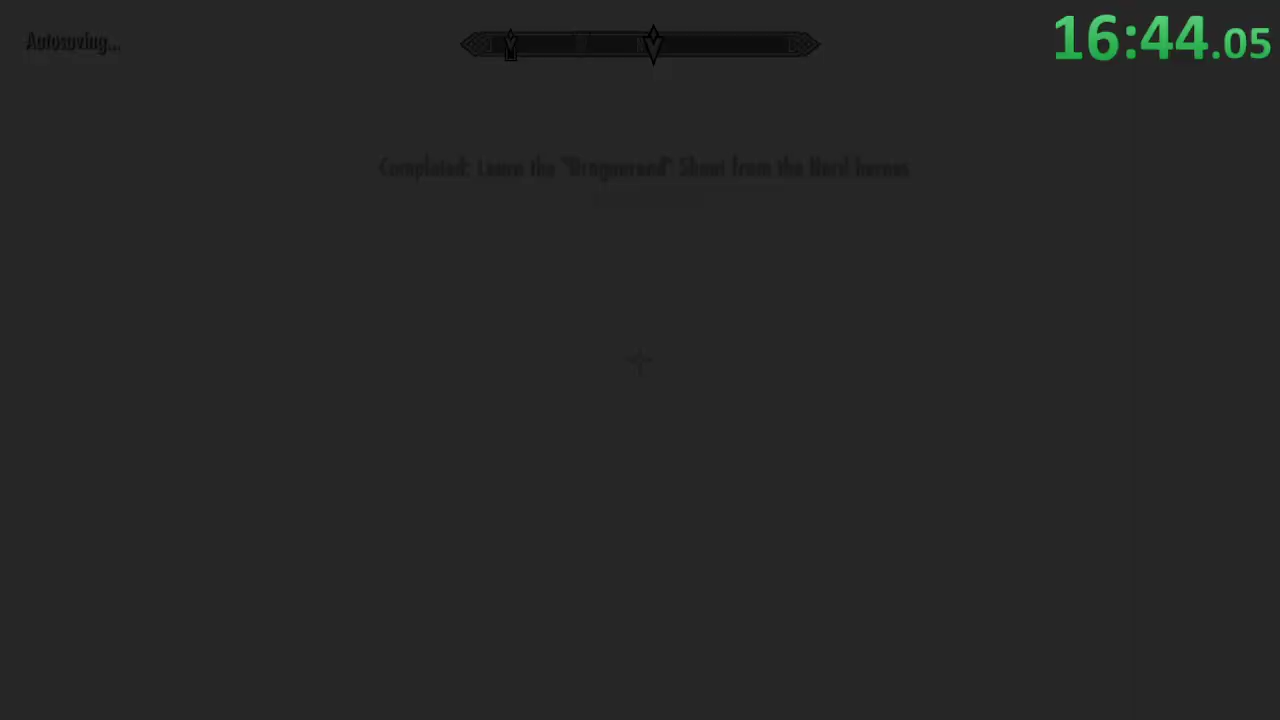 Autosaving...
16:44.05
Completed: Learn the "Dragonrend" Shout from the Nord heroes